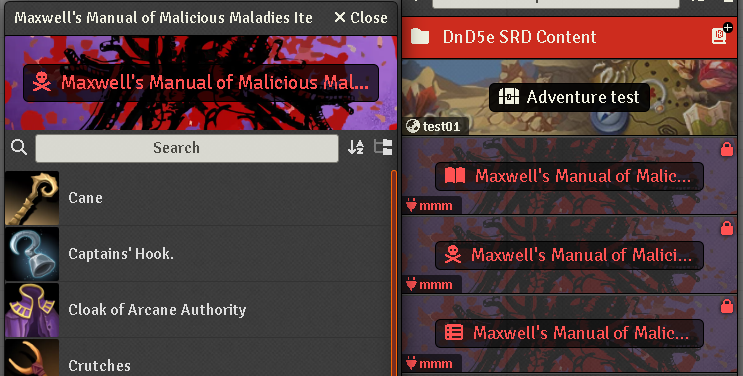 Maxwell's Manual of Malicious Maladies Ite
Close
Maxwell's Manual of Malicious Mal...
Search
Cane
Captains' Hook.
Cloak of Arcane Authority
Crutches
DnD5e SRD Content
Adventure test
test01
Maxwell's Manual of Malic...
mmm
Maxwell's Manual of Malici...
mmm
Maxwell's Manual of Malic...
mmm